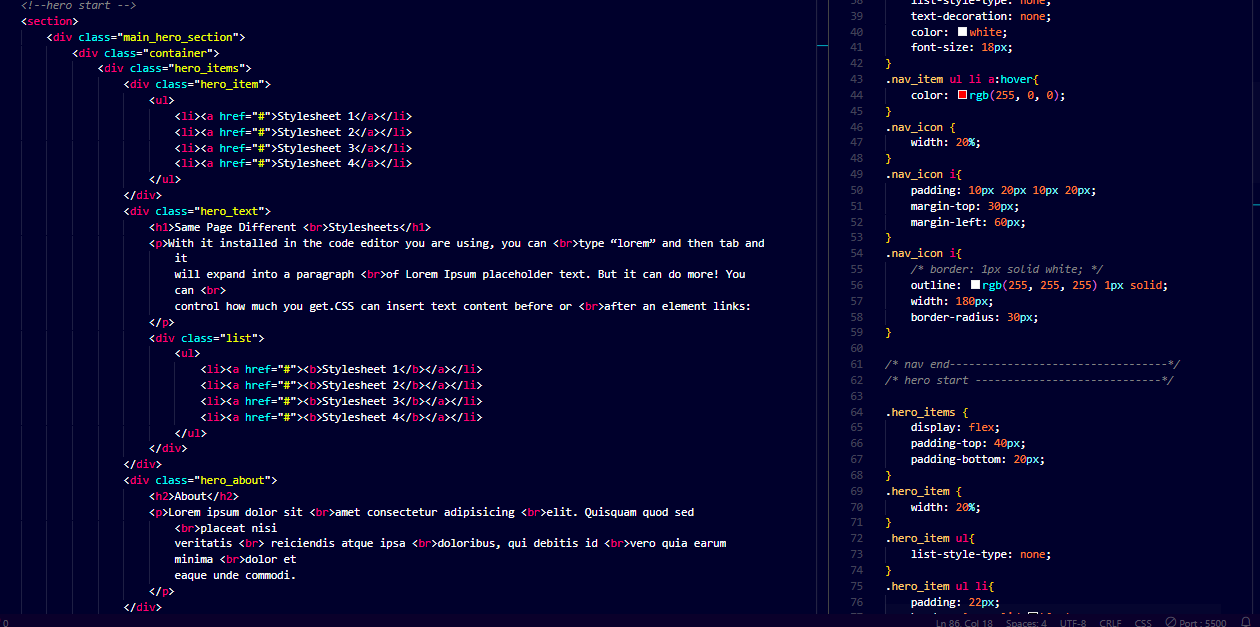 <!--hero start -->
<section>
<div class="main_hero_section">
<div class="container">
<div class="hero_items">
<div class="hero_item">
<ul>
<li><a href="#">Stylesheet 1</a></li>
<li><a href="#">Stylesheet 2</a></li>
<li><a href="#">Stylesheet 3</a></li>
<li><a href="#">Stylesheet 4</a></li>
</ul>
</div>
<div class="hero_text">
<h1>Same Page Different <br>Stylesheets</h1>
<p>With it installed in the code editor you are using, you can <br>type “lorem” and then tab and
it
will expand into a paragraph <br>of Lorem Ipsum placeholder text. But it can do more! You
can <br>
control how much you get.CSS can insert text content before or <br>after an element links:
</p>
<div class="list">
<ul>
<li><a href="#"><b>Stylesheet 1</b></a></li>
<li><a href="#"><b>Stylesheet 2</b></a></li>
<li><a href="#"><b>Stylesheet 3</b></a></li>
<li><a href="#"><b>Stylesheet 4</b></a></li>
</ul>
</div>
</div>
<div class="hero_about">
<h2>About</h2>
<p>Lorem ipsum dolor sit <br>amet consectetur adipisicing <br>elit. Quisquam quod sed
<br>placeat nisi
veritatis <br> reiciendis atque ipsa <br>doloribus, qui debitis id <br>vero quia earum
minima <br>dolor et
eaque unde commodi.
</p>
</div>
38 list-style-type: none;
39 text-decoration: none;
40 color: white;
41 font-size: 18px;
42 }
43 .nav_item ul li a:hover{
44 color: rgb(255, 0, 0);
45 }
46 .nav_icon {
47 width: 20%;
48 }
49 .nav_icon i{
50 padding: 10px 20px 10px 20px;
51 margin-top: 30px;
52 margin-left: 60px;
53 }
54 .nav_icon i{
55 /* border: 1px solid white; */
56 outline: rgb(255, 255, 255) 1px solid;
57 width: 180px;
58 border-radius: 30px;
59 }
60
61 /* nav end----------------------------------*/
62 /* hero start -----------------------------*/
63
64 .hero_items {
65 display: flex;
66 padding-top: 40px;
67 padding-bottom: 20px;
68 }
69 .hero_item {
70 width: 20%;
71 }
72 .hero_item ul{
73 list-style-type: none;
74 }
75 .hero_item ul li{
76 padding: 22px;
0
Ln 86, Col 18 Spaces: 4 UTF-8 CRLF CSS Port : 5500